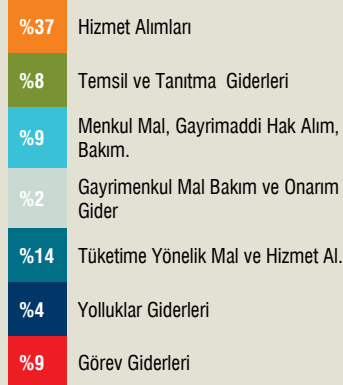 %37 Hizmet Alımları
%8 Temsil ve Tanıtma Giderleri
%9 Menkul Mal, Gayrimaddi Hak Alım,
Bakım.
%2 Gayrimenkul Mal Bakım ve Onarım
Gider
%14 Tüketime Yönelik Mal ve Hizmet Al.
%4 Yolluklar Giderleri
%9 Görev Giderleri